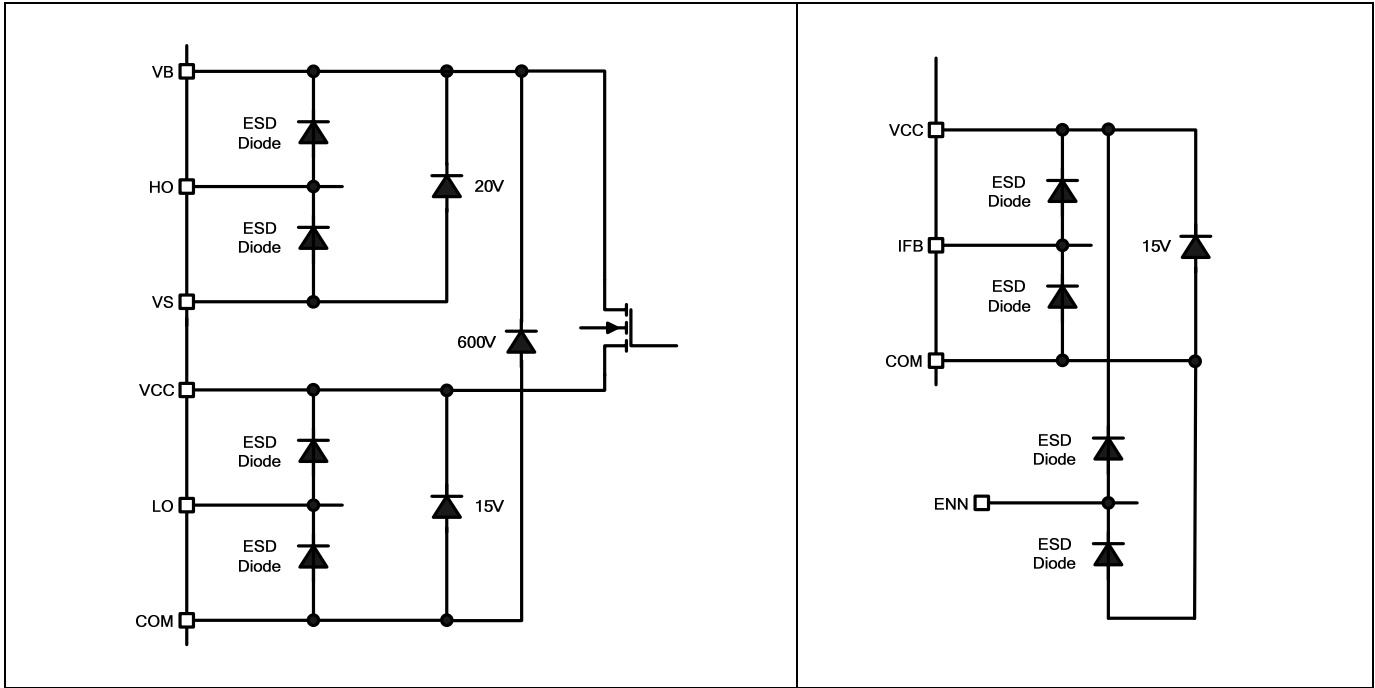 VB
ESD
Diode
HO
20V
ESD
Diode
VS
600V
VCC
ESD
Diode
LO
15V
ESD
Diode
COM
VCC
ESD
Diode
IFB
15V
ESD
Diode
COM
ESD
Diode
ENN
ESD
Diode